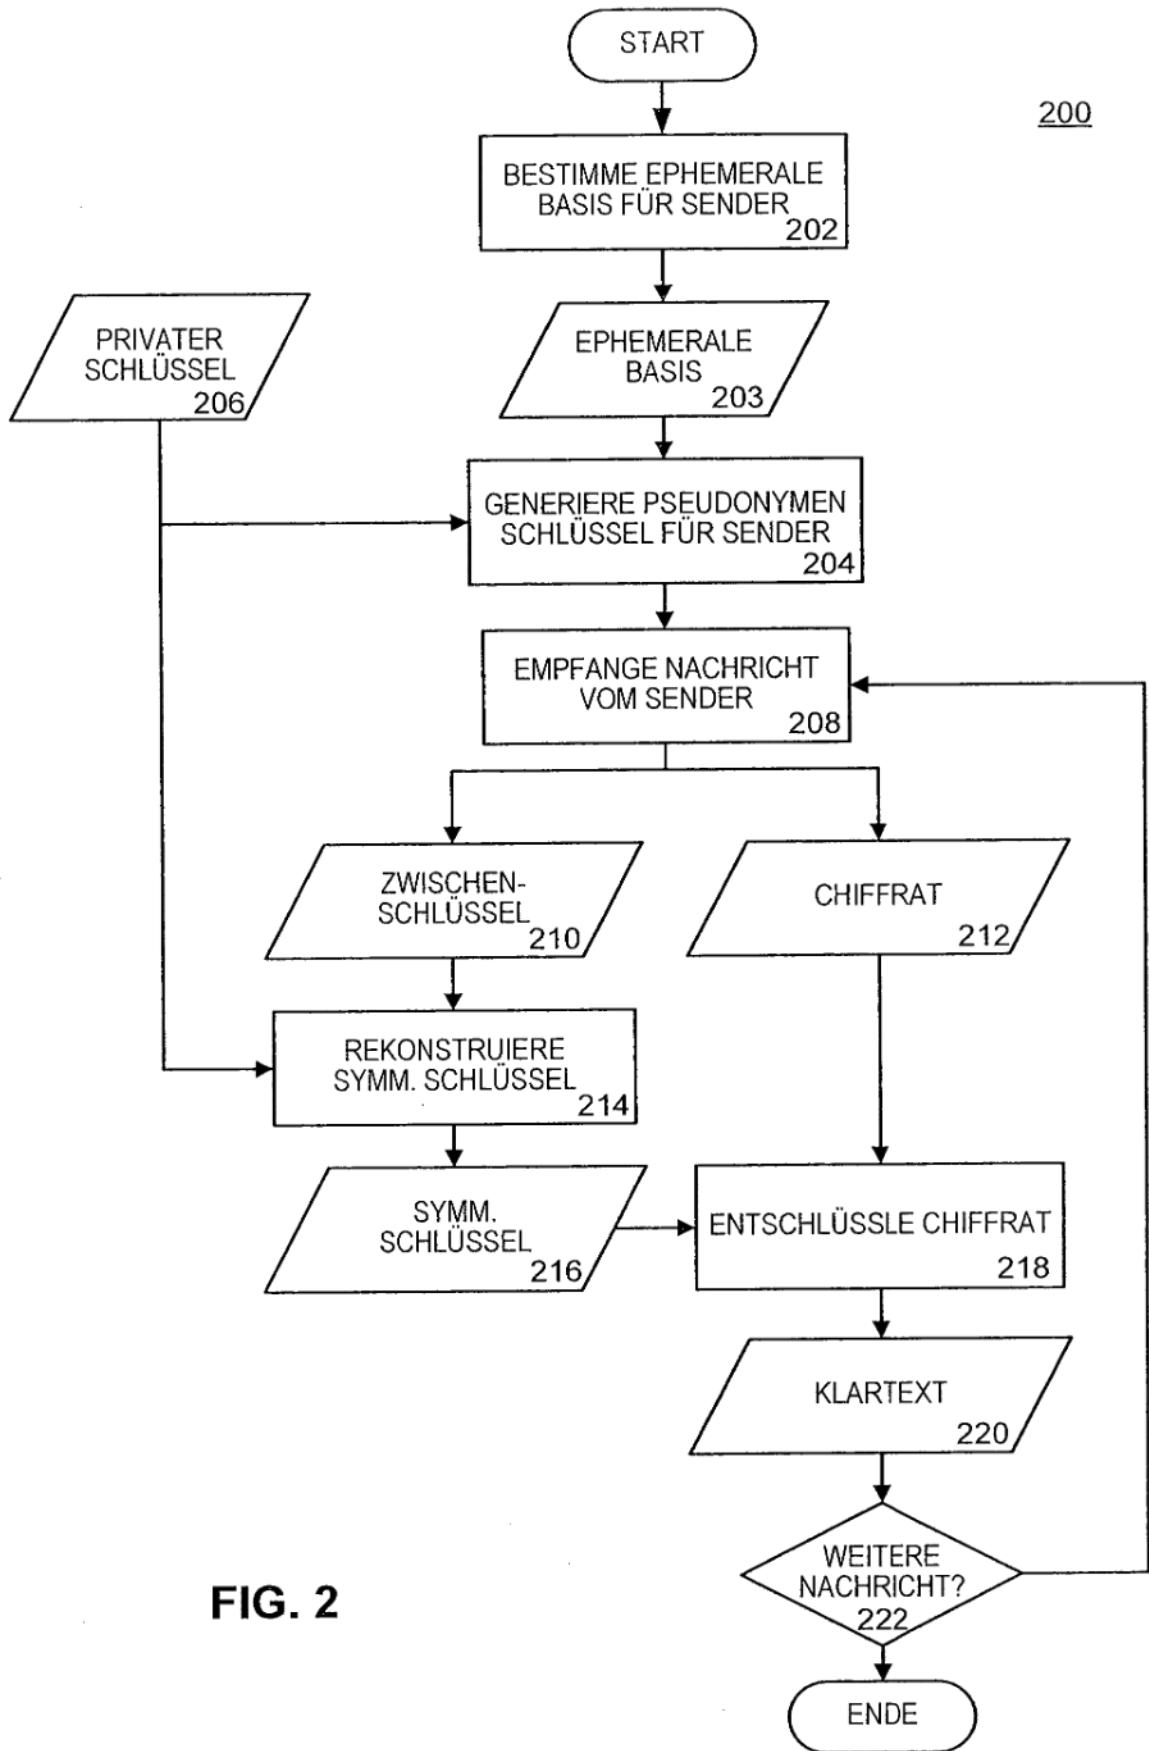 START
200
BESTIMME EPHEMERALE
BASIS FÜR SENDER
202
EPHEMERALE
BASIS
203
PRIVATER
SCHLÜSSEL
206
GENERIERE PSEUDONYMEN
SCHLÜSSEL FÜR SENDER
204
EMPFANGE NACHRICHT
VOM SENDER
208
ZWISCHEN-
SCHLÜSSEL
210
CHIFFRAT
212
REKONSTRUIERE
SYMM. SCHLÜSSEL
214
SYMM.
SCHLÜSSEL
216
ENTSCHLÜSSLE CHIFFRAT
218
KLARTEXT
220
WEITERE
NACHRICHT?
222
FIG. 2
ENDE